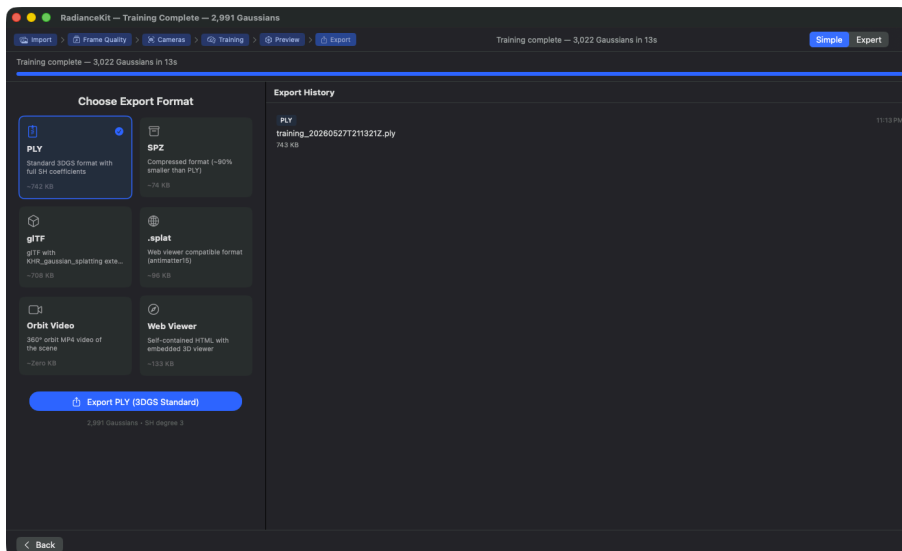 RadianceKit — Training Complete — 2,991 Gaussians
Import > Frame Quality > Cameras > Training > Preview > Export
Training complete — 3,022 Gaussians in 13s
Simple Expert
Training complete — 3,022 Gaussians in 13s
Choose Export Format
PLY
Standard 3DGS format with
full SH coefficients
~742 KB
SPZ
Compressed format (~90%
smaller than PLY)
~74 KB
glTF
glTF with
KHR_gaussian_splatting exte...
~708 KB
.splat
Web viewer compatible format
(antimatter15)
~96 KB
Orbit Video
360° orbit MP4 video of
the scene
~Zero KB
Web Viewer
Self-contained HTML with
embedded 3D viewer
~133 KB
Export PLY (3DGS Standard)
2,991 Gaussians - SH degree 3
Back
Export History
PLY
11:13 PM
training_20260527T211321Z.ply
743 KB